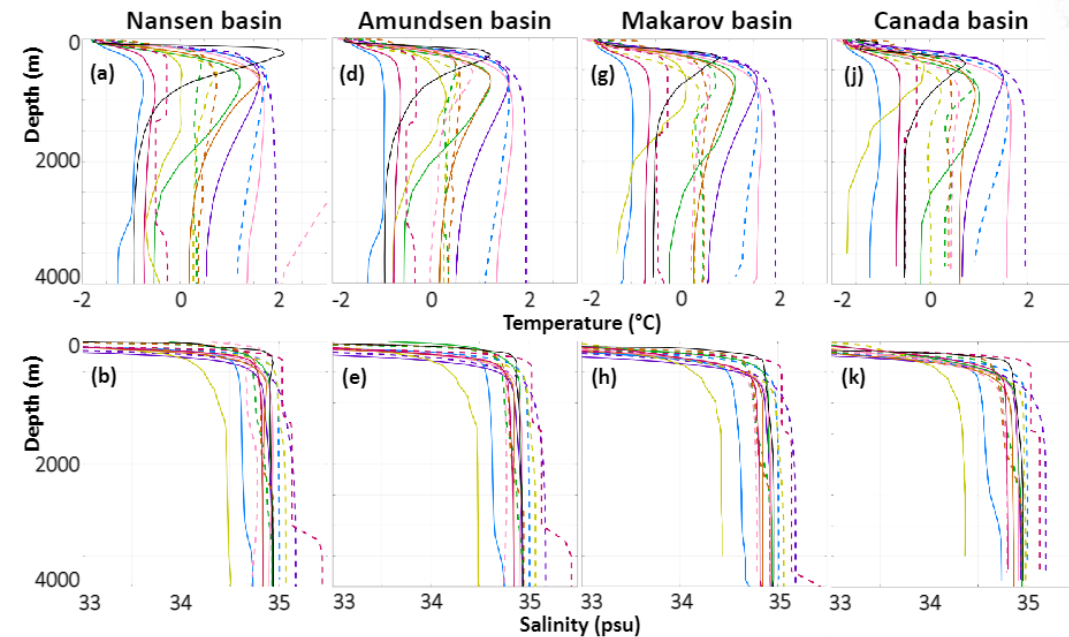 Nansen basin Amundsen basin Makarov basin Canada basin
Depth (m)
0
2000
4000
(a) (d) (g) (j)
-2 0 2 -2 0 2 -2 0 2 -2 0 2
Temperature (°C)
Depth (m)
0
2000
4000
(b) (e) (h) (k)
33 34 35 33 34 35 33 34 35 33 34 35
Salinity (psu)